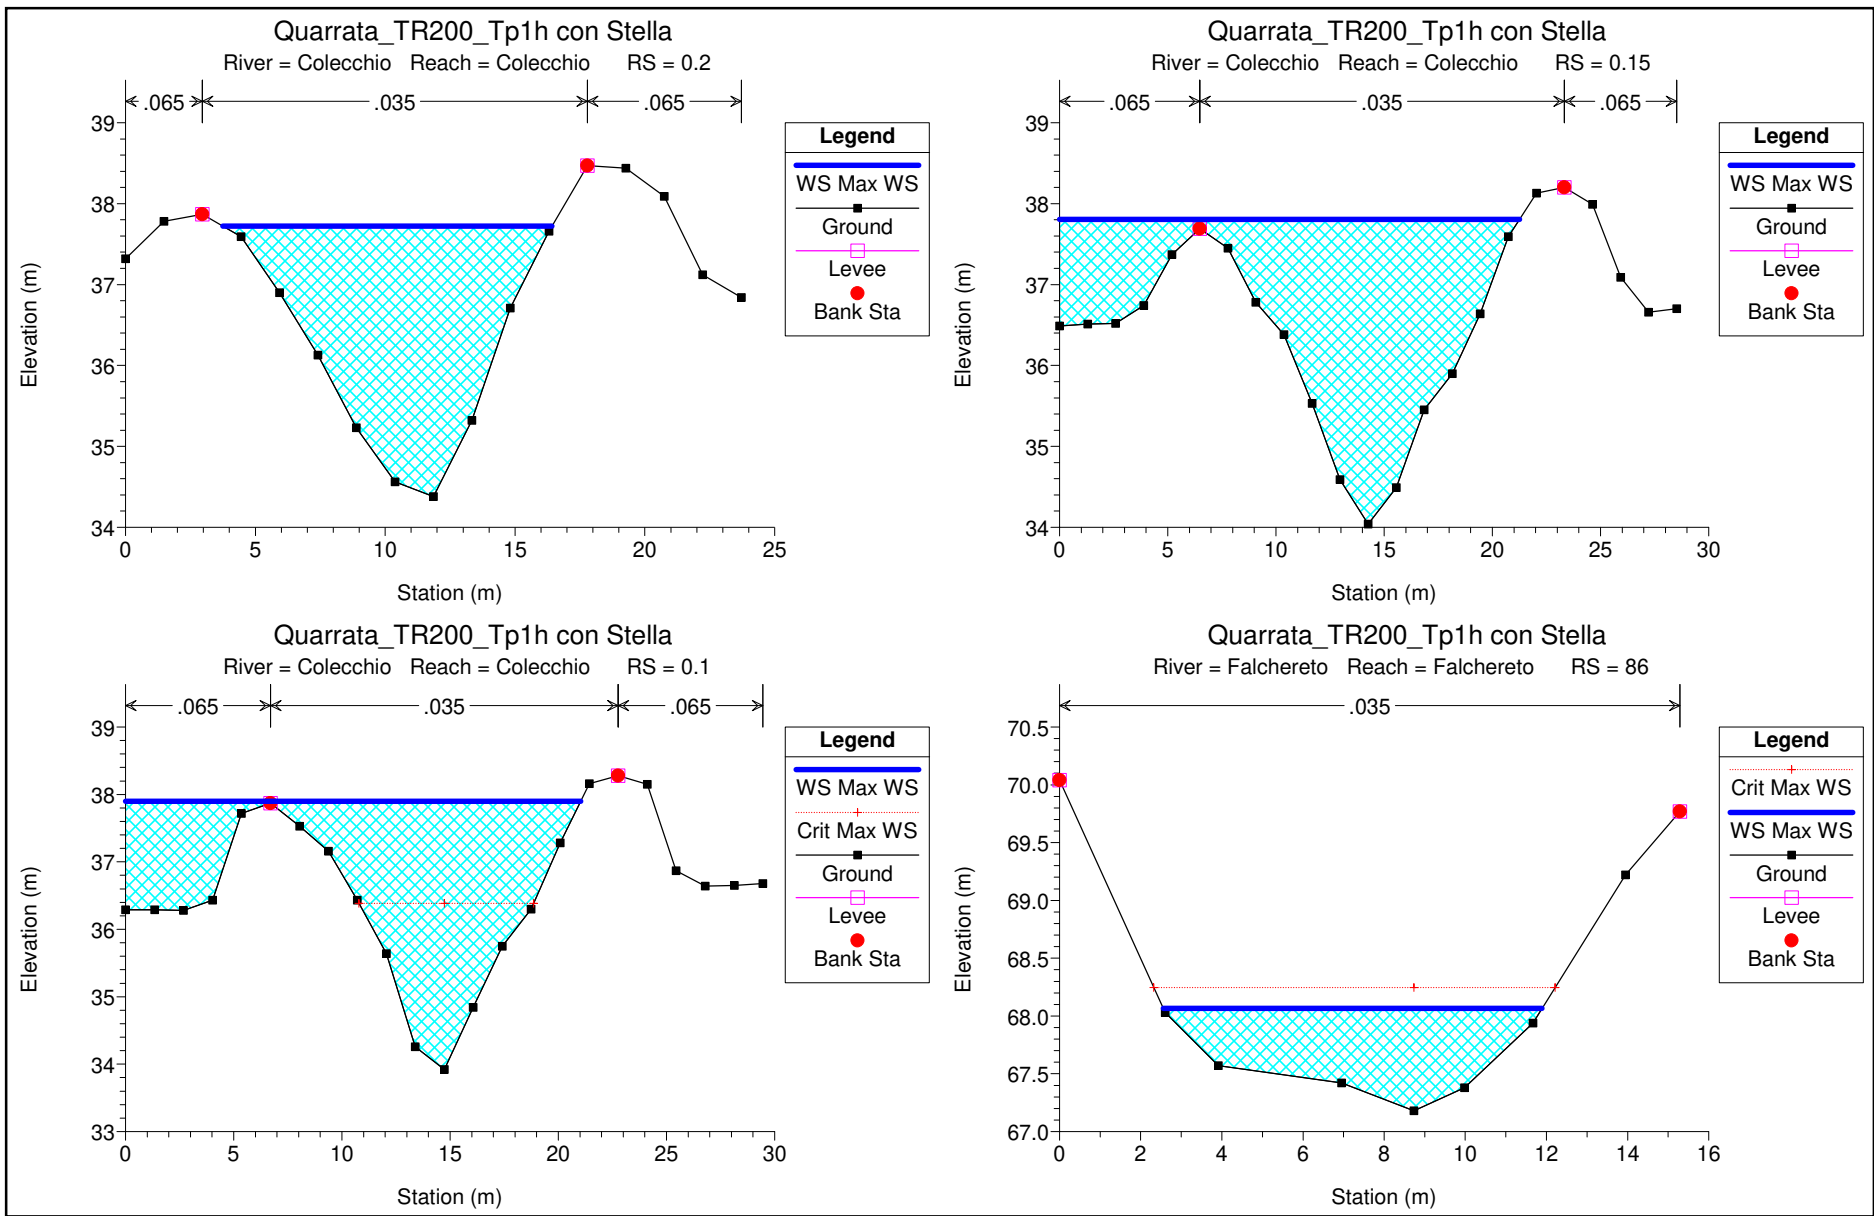 Quarrata_TR200_Tp1h con Stella
River = Colecchio Reach = Colecchio RS = 0.2
.065 .035 .065
39
38
37
36
35
34
0 5 10 15 20 25
Elevation (m)
Station (m)
Legend
WS Max WS
Ground
Levee
Bank Sta
Quarrata_TR200_Tp1h con Stella
River = Colecchio Reach = Colecchio RS = 0.15
.065 .035 .065
39
38
37
36
35
34
0 5 10 15 20 25 30
Elevation (m)
Station (m)
Legend
WS Max WS
Ground
Levee
Bank Sta
Quarrata_TR200_Tp1h con Stella
River = Colecchio Reach = Colecchio RS = 0.1
.065 .035 .065
39
38
37
36
35
34
33
0 5 10 15 20 25 30
Elevation (m)
Station (m)
Legend
WS Max WS
Crit Max WS
Ground
Levee
Bank Sta
Quarrata_TR200_Tp1h con Stella
River = Falchereto Reach = Falchereto RS = 86
.035
70.5
70.0
69.5
69.0
68.5
68.0
67.5
67.0
0 2 4 6 8 10 12 14 16
Elevation (m)
Station (m)
Legend
Crit Max WS
WS Max WS
Ground
Levee
Bank Sta